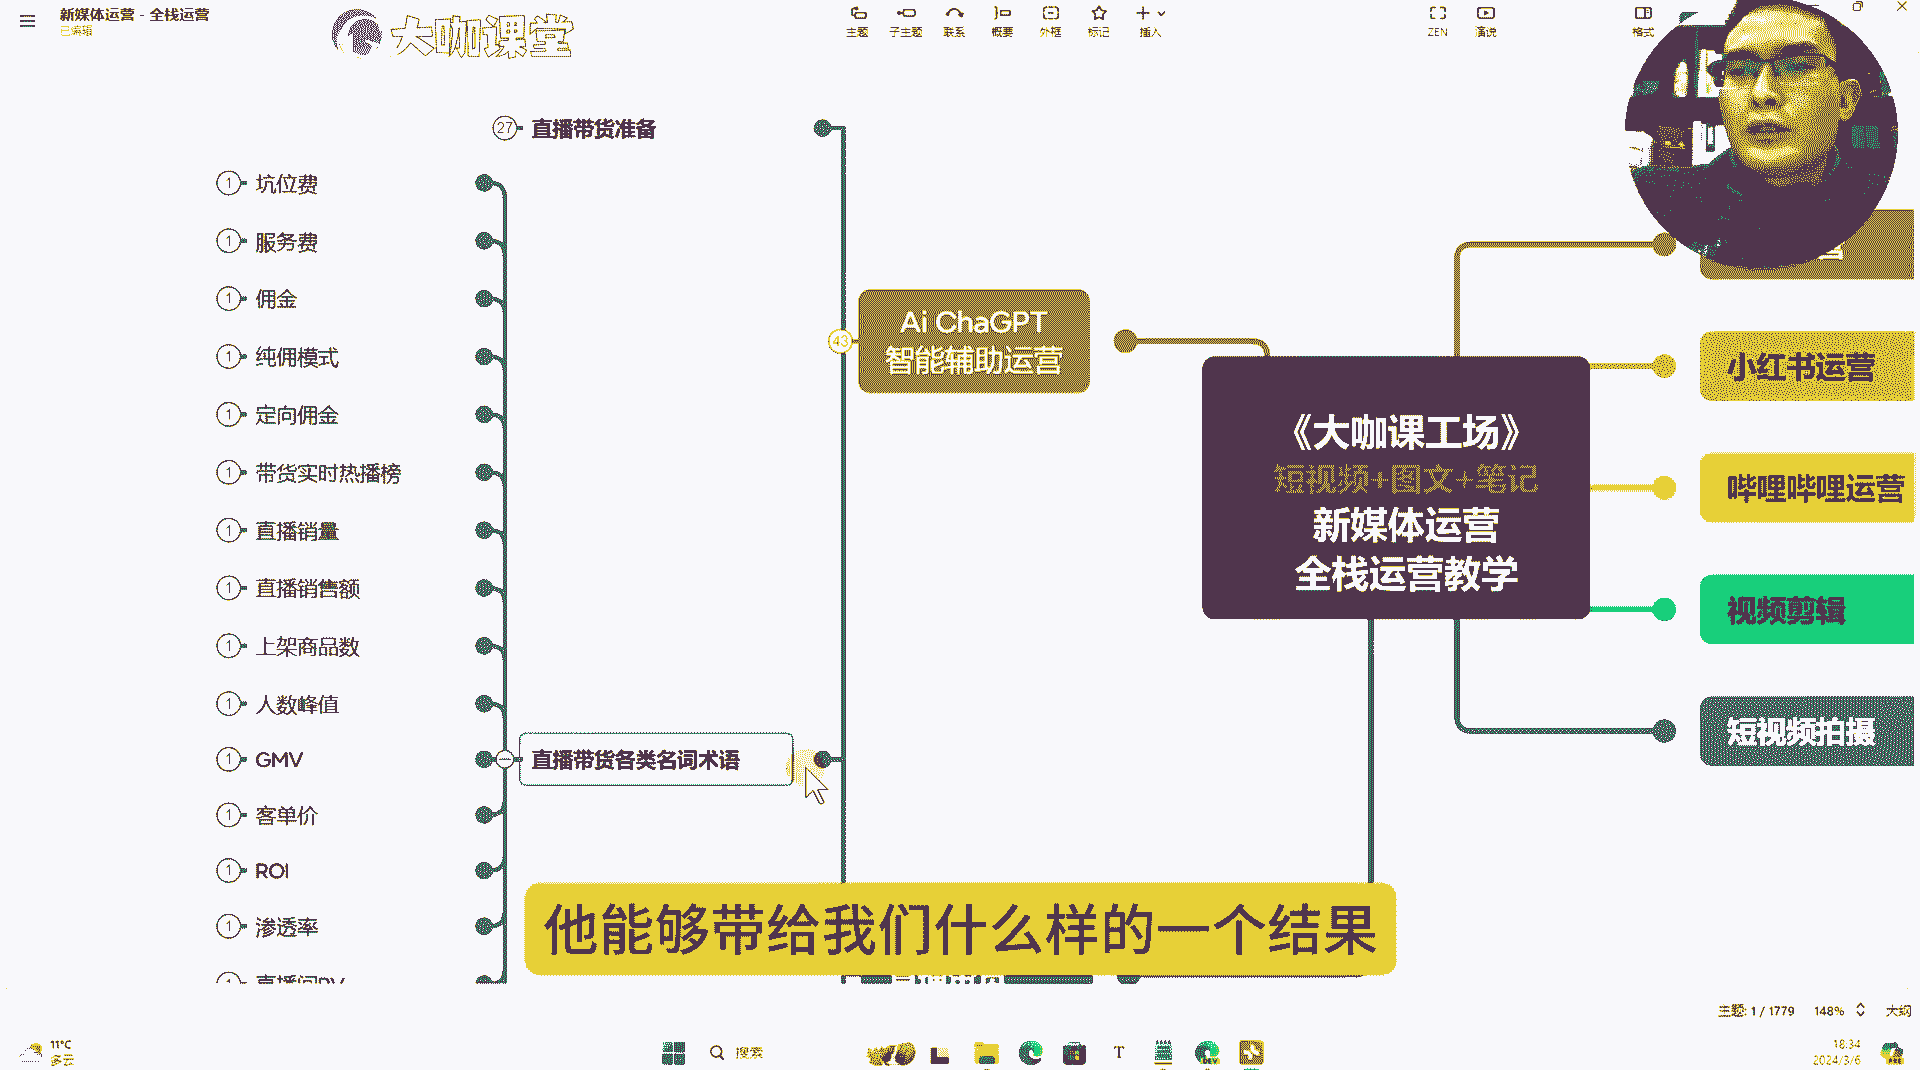 新媒体运营 - 全栈运营
已编辑
大咖课堂
主题
子主题
联系
概要
外框
标记
插入
ZEN
演说
格式
27
直播带货准备
1 坑位费
1 服务费
1 佣金
1 纯佣模式
1 定向佣金
1 带货实时热播榜
1 直播销量
1 直播销售额
1 上架商品数
1 人数峰值
1 GMV
1 客单价
1 ROI
1 渗透率
直播带货各类名词术语
43
Ai ChaGPT
智能辅助运营
《大咖课工场》
短视频+图文+笔记
新媒体运营
全栈运营教学
小红书运营
哔哩哔哩运营
视频剪辑
短视频拍摄
他能够带给我们什么样的一个结果
主题: 1 / 1779
148%
大纲
11°C
多云
搜索
18:34
2024/3/6